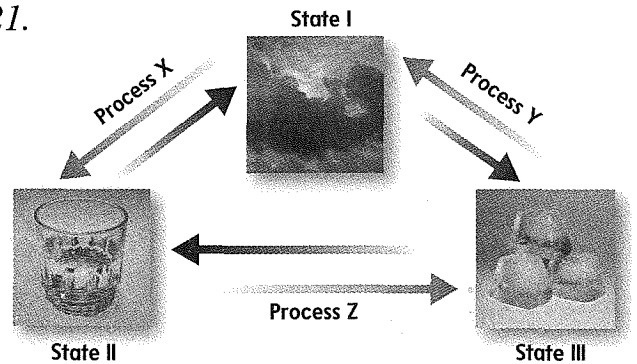 21.
State I
Process X
Process Y
Process Z
State II
State III